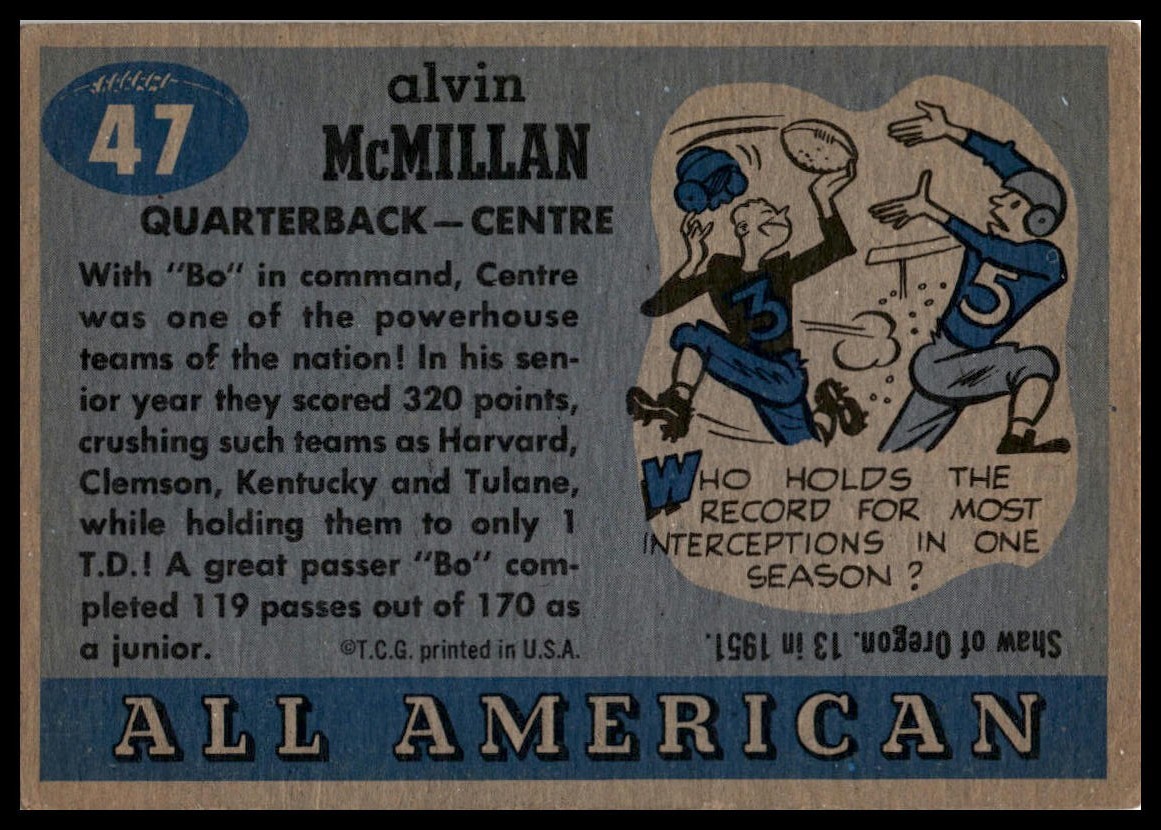 47
alvin
McMILLAN
QUARTERBACK — CENTRE
With "Bo" in command, Centre
was one of the powerhouse
teams of the nation! In his sen-
ior year they scored 320 points,
crushing such teams as Harvard,
Clemson, Kentucky and Tulane,
while holding them to only 1
T.D.! A great passer "Bo" com-
pleted 119 passes out of 170 as
a junior.
©T.C.G. printed in U.S.A.
3
5
WHO HOLDS THE
RECORD FOR MOST
INTERCEPTIONS IN ONE
SEASON?
Shaw of Oregon. 13 in 1951.
ALL AMERICAN